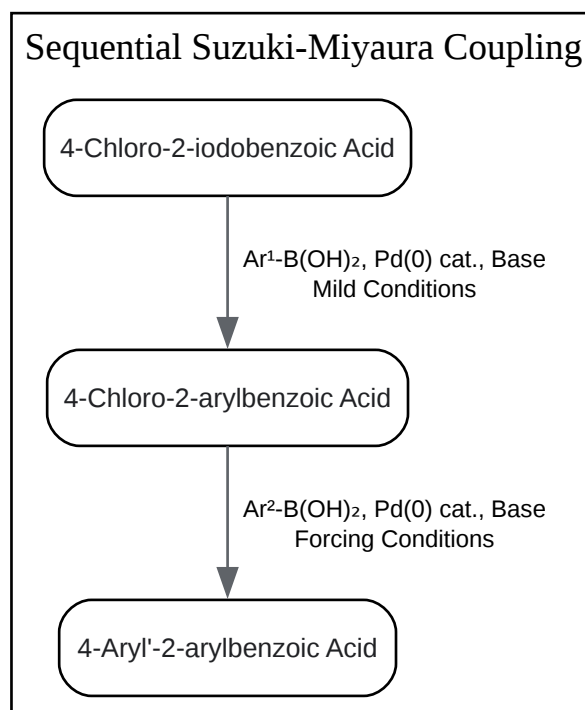 Sequential Suzuki-Miyaura Coupling
4-Chloro-2-iodobenzoic Acid
Ar¹-B(OH)₂, Pd(0) cat., Base
Mild Conditions
4-Chloro-2-arylbenzoic Acid
Ar²-B(OH)₂, Pd(0) cat., Base
Forcing Conditions
4-Aryl'-2-arylbenzoic Acid